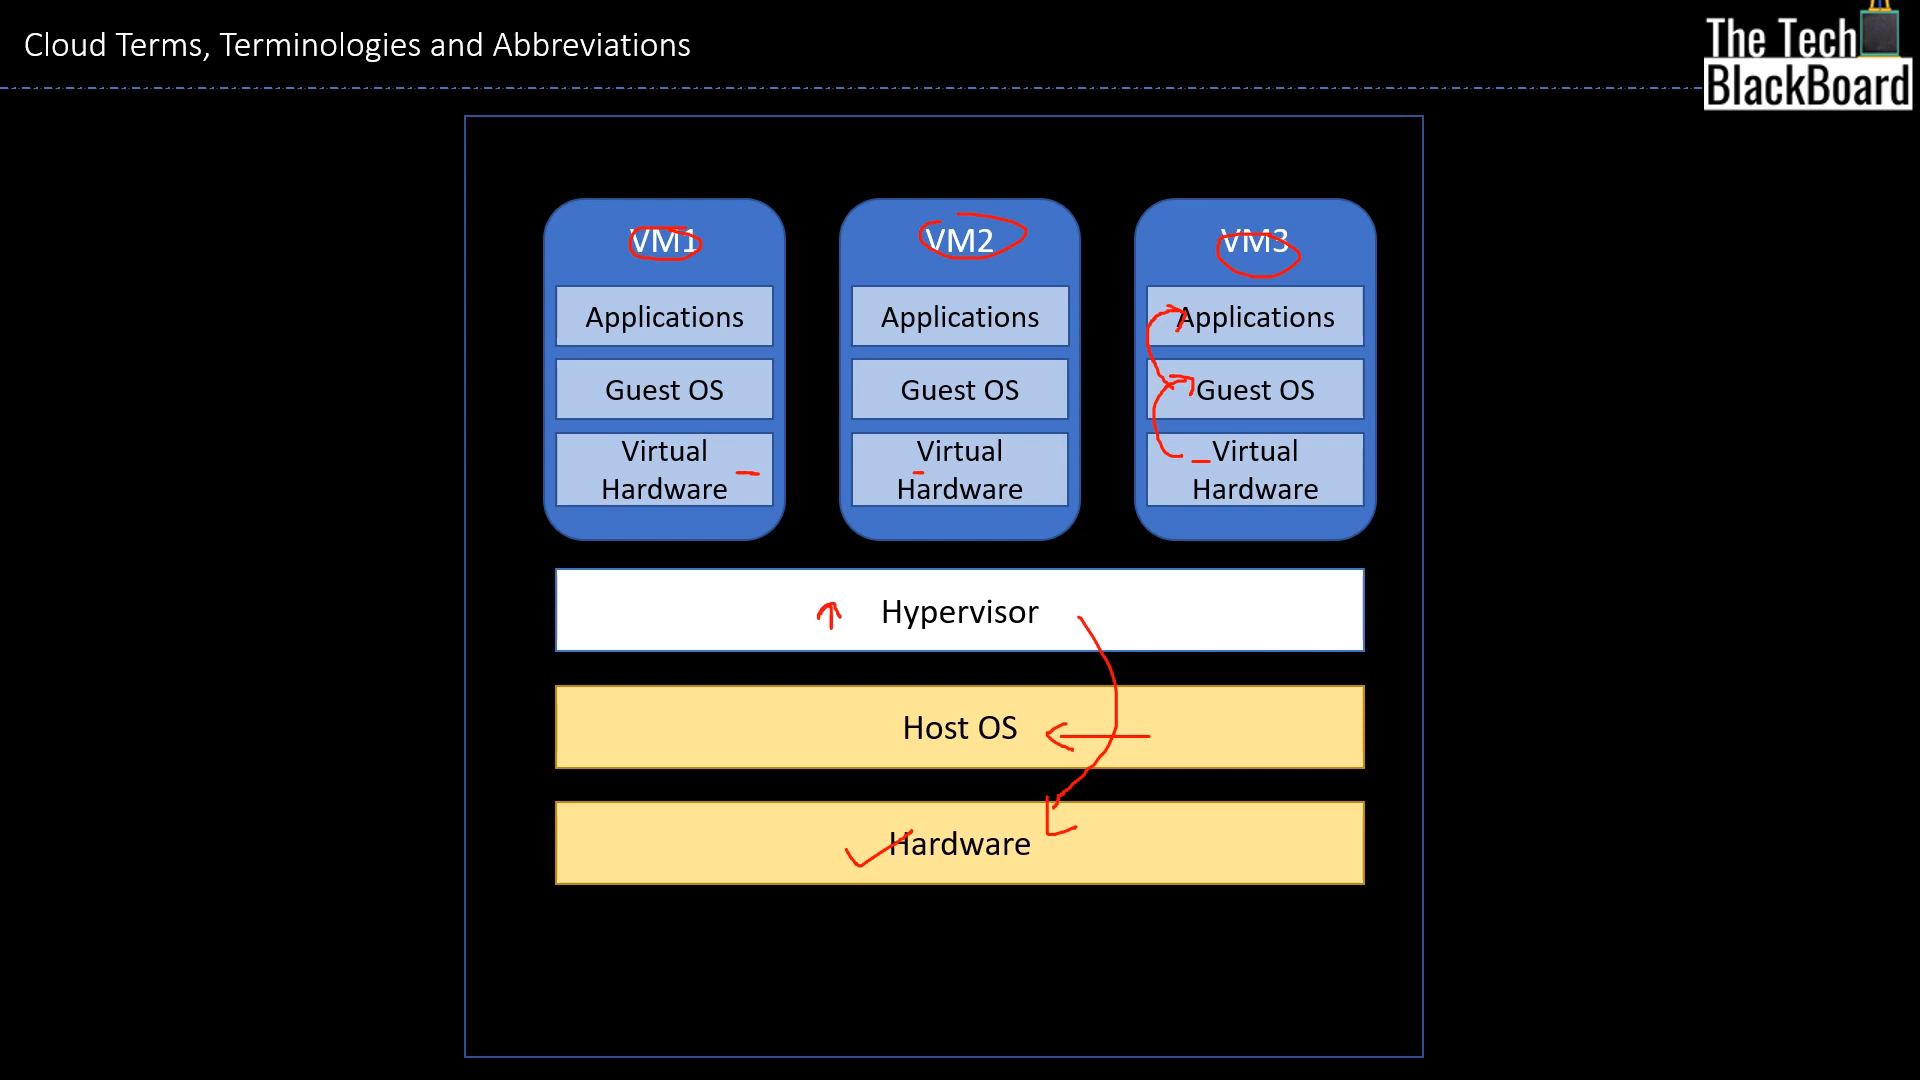 Cloud Terms, Terminologies and Abbreviations
The Tech
BlackBoard
VM1
VM2
VM3
Applications
Applications
Applications
Guest OS
Guest OS
Guest OS
Virtual
Hardware
Virtual
Hardware
Virtual
Hardware
Hypervisor
Host OS
Hardware